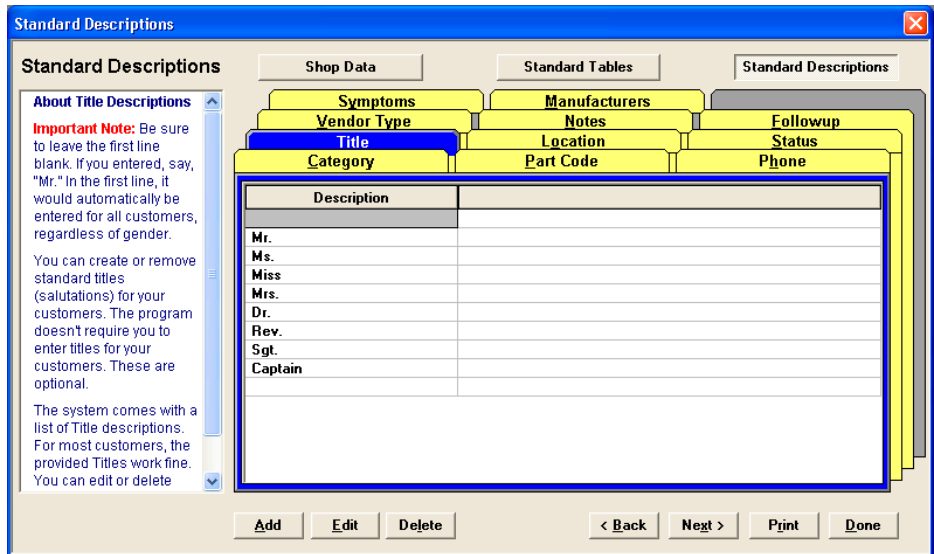 Standard Descriptions
Standard Descriptions
Shop Data
Standard Tables
Standard Descriptions
About Title Descriptions
Important Note: Be sure
to leave the first line
blank. If you entered, say,
"Mr." In the first line, it
would automatically be
entered for all customers,
regardless of gender.
You can create or remove
standard titles
(salutations) for your
customers. The program
doesn't require you to
enter titles for your
customers. These are
optional.
The system comes with a
list of Title descriptions.
For most customers, the
provided Titles work fine.
You can edit or delete
Symptoms
Manufacturers
Vendor Type
Notes
Followup
Title
Location
Status
Category
Part Code
Phone
Description
Mr.
Ms.
Miss
Mrs.
Dr.
Rev.
Sgt.
Captain
Add
Edit
Delete
< Back
Next >
Print
Done